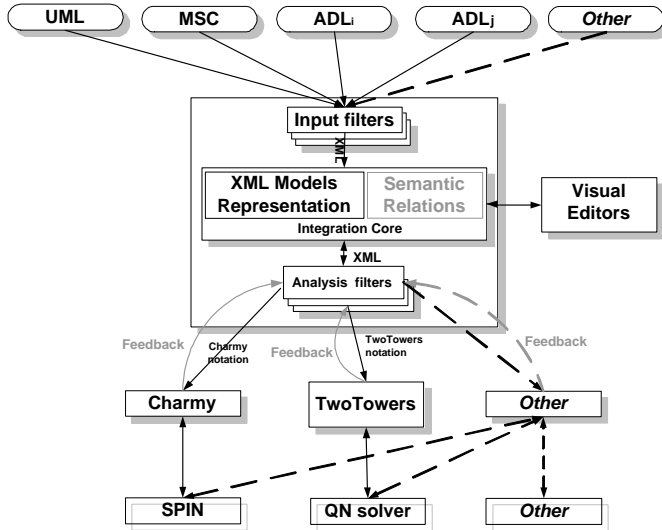 UML
MSC
ADLi
ADLj
Other
Input filters
XML
XML Models
Representation
Semantic
Relations
Integration Core
Visual
Editors
XML
Analysis filters
Feedback
Charmy
notation
Feedback
TwoTowers
notation
Feedback
Charmy
TwoTowers
Other
SPIN
QN solver
Other